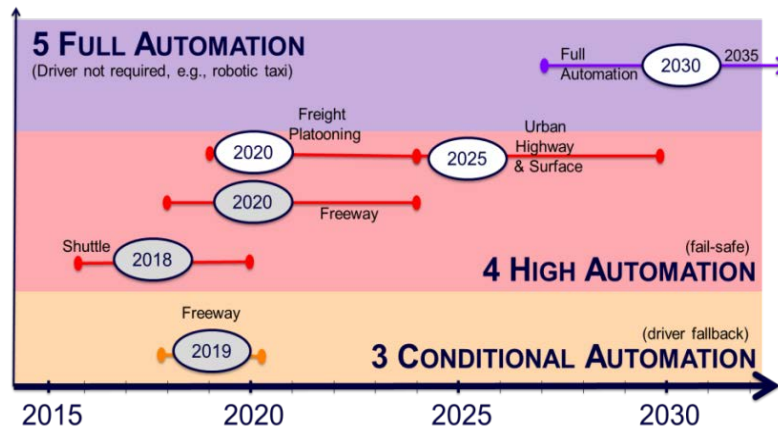 5 FULL AUTOMATION
(Driver not required, e.g., robotic taxi)
Full
Automation
2030
2035
Freight
Platooning
2020
Urban
Highway
& Surface
2025
2020
Freeway
Shuttle
2018
(fail-safe)
4 HIGH AUTOMATION
Freeway
2019
(driver fallback)
3 CONDITIONAL AUTOMATION
2015
2020
2025
2030